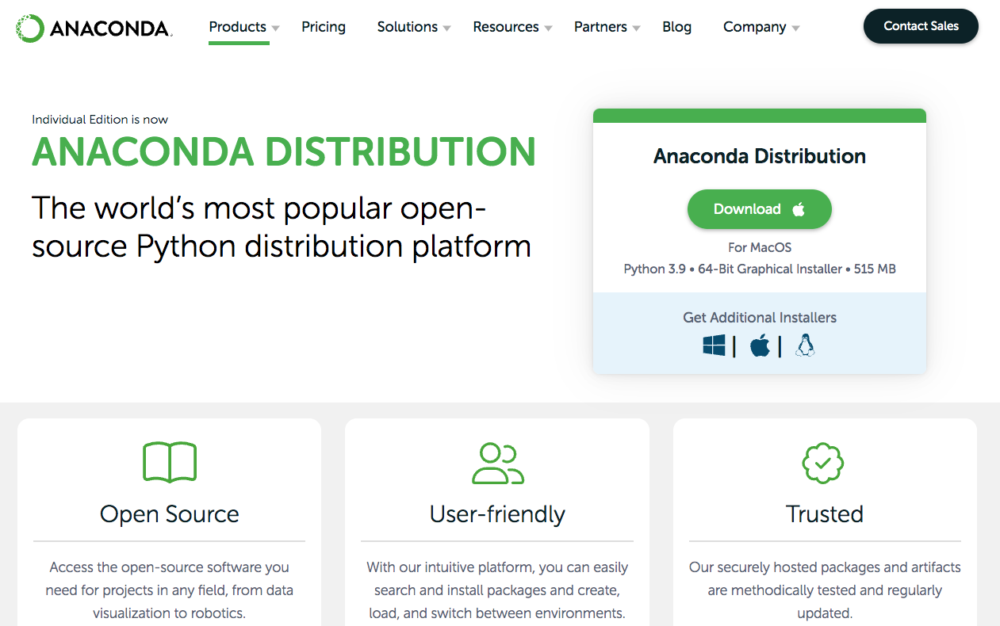 ANACONDA.
Products
Pricing
Solutions
Resources
Partners
Blog
Company
Contact Sales
Individual Edition is now
ANACONDA DISTRIBUTION
The world’s most popular open-
source Python distribution platform
Anaconda Distribution
Download
For MacOS
Python 3.9 • 64-Bit Graphical Installer • 515 MB
Get Additional Installers
| |
Open Source
Access the open-source software you
need for projects in any field, from data
visualization to robotics.
User-friendly
With our intuitive platform, you can easily
search and install packages and create,
load, and switch between environments.
Trusted
Our securely hosted packages and artifacts
are methodically tested and regularly
updated.